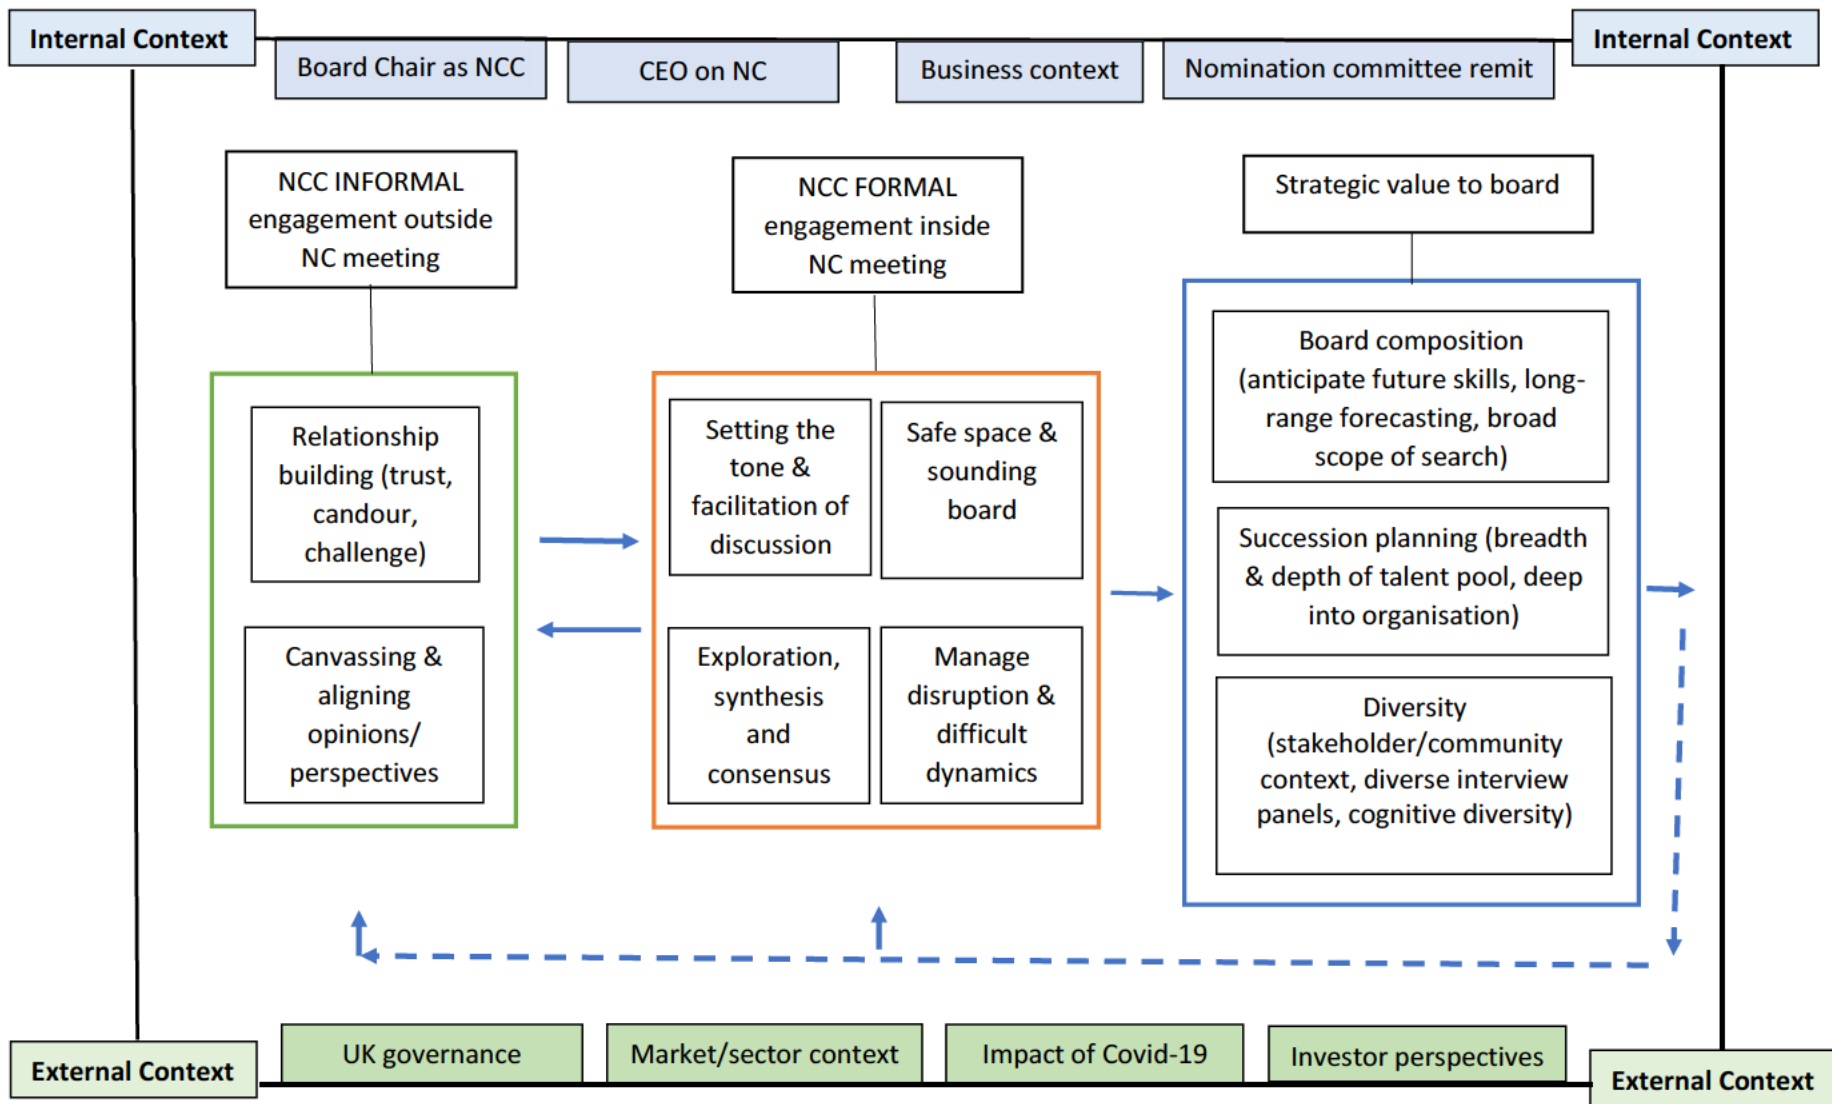 Internal Context
Board Chair as NCC
CEO on NC
Business context
Nomination committee remit
Internal Context
NCC INFORMAL
engagement outside
NC meeting
NCC FORMAL
engagement inside
NC meeting
Strategic value to board
Relationship
building (trust,
candour,
challenge)
Canvassing &
aligning
opinions/
perspectives
Setting the
tone &
facilitation of
discussion
Safe space &
sounding
board
Exploration,
synthesis
and
consensus
Manage
disruption &
difficult
dynamics
Board composition
(anticipate future skills, long-
range forecasting, broad
scope of search)
Succession planning (breadth
& depth of talent pool, deep
into organisation)
Diversity
(stakeholder/community
context, diverse interview
panels, cognitive diversity)
External Context
UK governance
Market/sector context
Impact of Covid-19
Investor perspectives
External Context